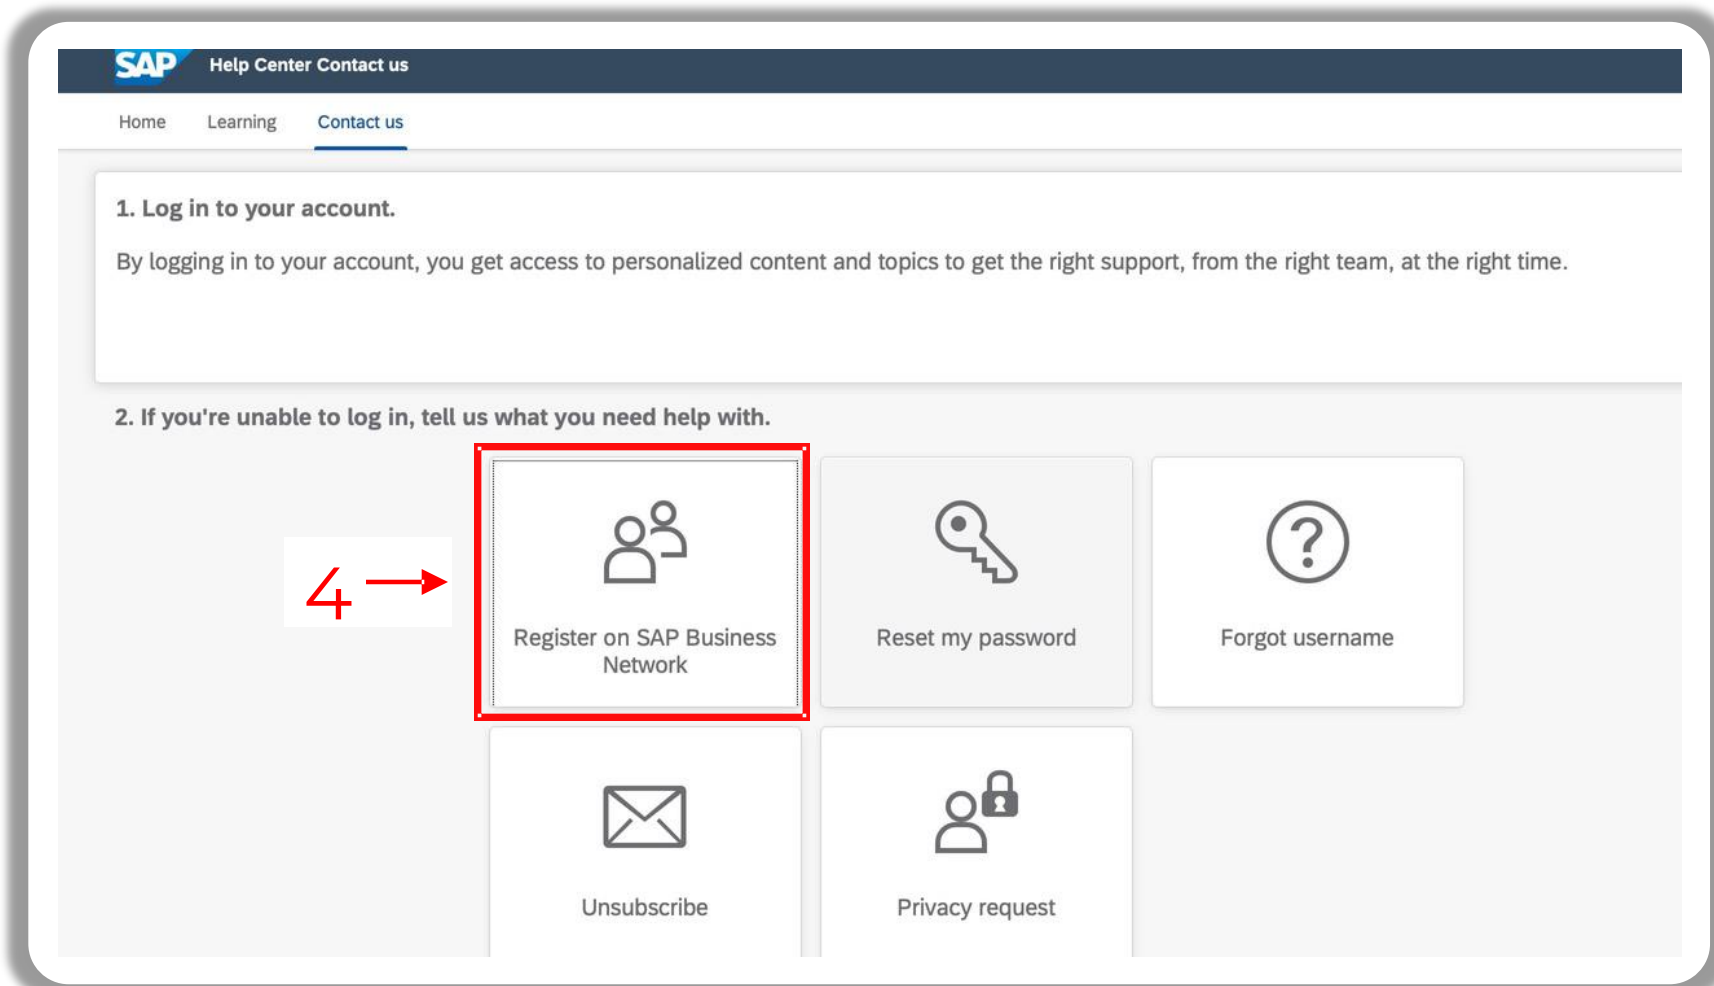 SAP Help Center Contact us
Home Learning Contact us
1. Log in to your account.
By logging in to your account, you get access to personalized content and topics to get the right support, from the right team, at the right time.
2. If you're unable to log in, tell us what you need help with.
4
Register on SAP Business
Network
Reset my password
Forgot username
Unsubscribe
Privacy request